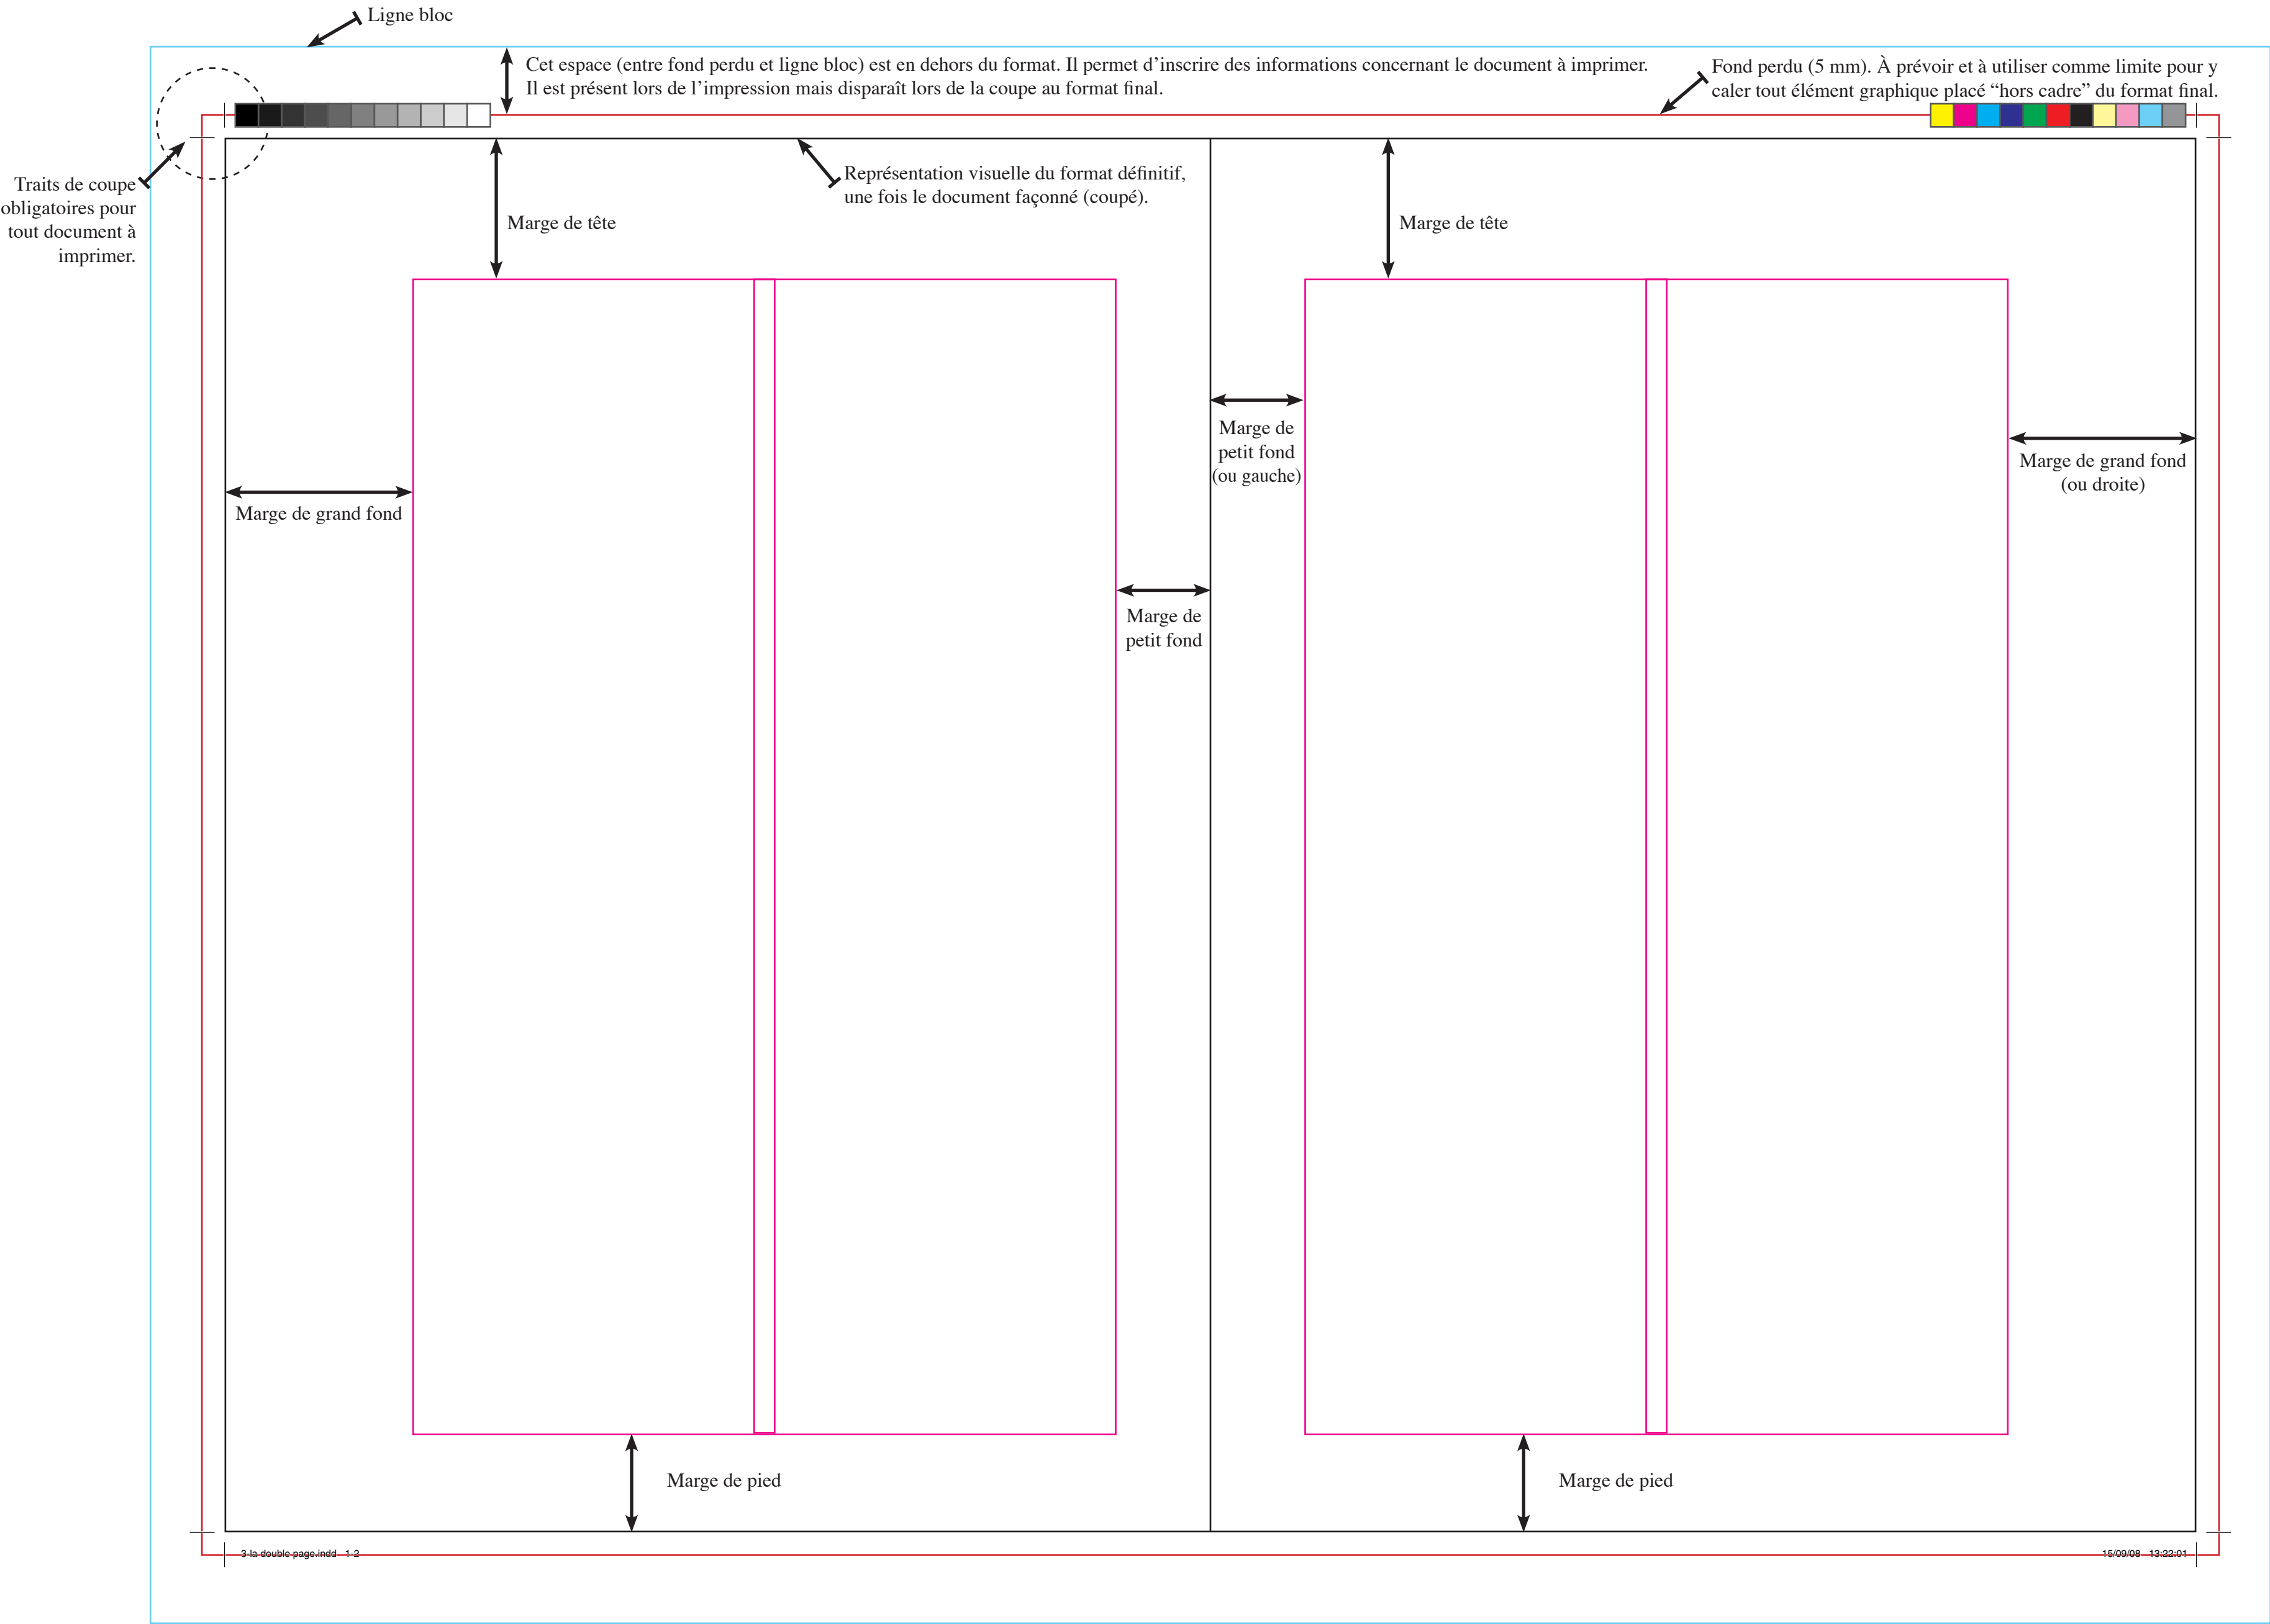 Ligne bloc
Cet espace (entre fond perdu et ligne bloc) est en dehors du format. Il permet d’inscrire des informations concernant le document à imprimer.
Il est présent lors de l’impression mais disparaît lors de la coupe au format final.
Fond perdu (5 mm). À prévoir et à utiliser comme limite pour y
caler tout élément graphique placé “hors cadre” du format final.
Traits de coupe
obligatoires pour
tout document à
imprimer.
Représentation visuelle du format définitif,
une fois le document façonné (coupé).
Marge de tête
Marge de tête
Marge de
petit fond
(ou gauche)
Marge de grand fond
(ou droite)
Marge de grand fond
Marge de
petit fond
Marge de pied
Marge de pied
3-la double page.indd 1-2
15/09/08 13:22:01